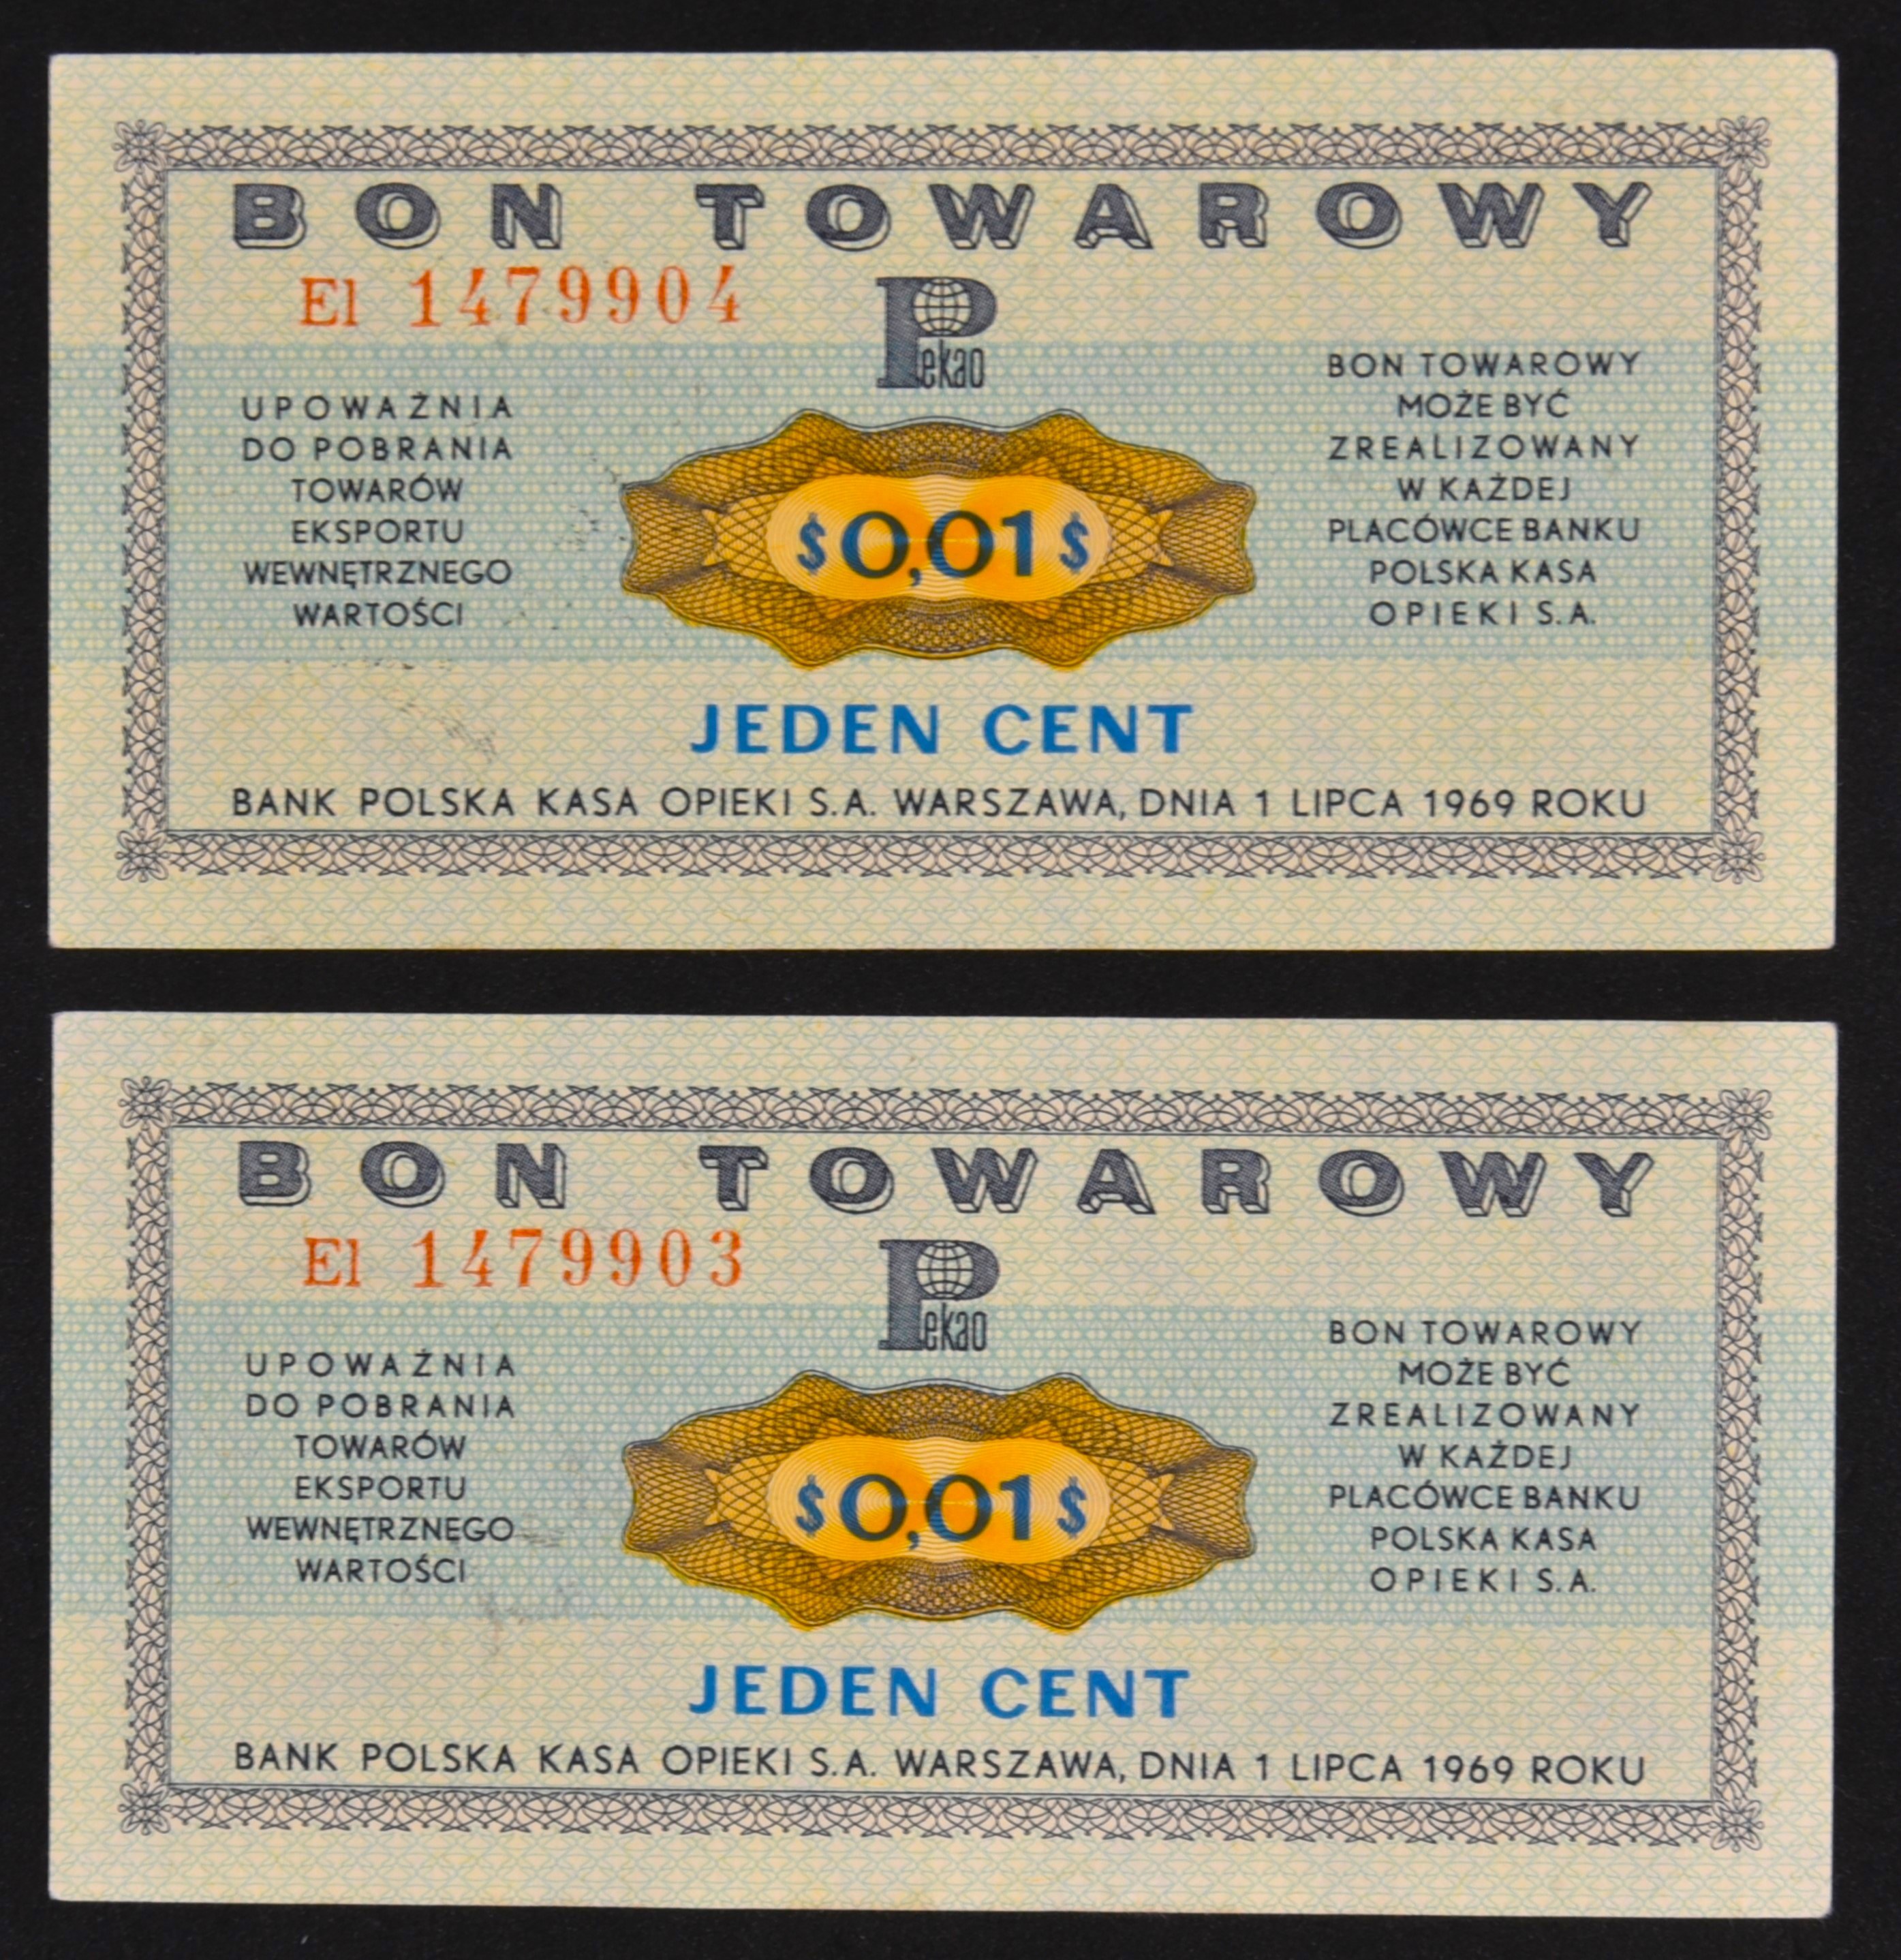 BON TOWAROWY
El 1479904
Pekao
UPOWAŻNIA
DO POBRANIA
TOWARÓW
EKSPORTU
WEWNĘTRZNEGO
WARTOŚCI
$0,01$
BON TOWAROWY
MOŻE BYĆ
ZREALIZOWANY
W KAŻDEJ
PLACÓWCE BANKU
POLSKA KASA
OPIEKI S.A.
JEDEN CENT
BANK POLSKA KASA OPIEKI S.A. WARSZAWA, DNIA 1 LIPCA 1969 ROKU
BON TOWAROWY
El 1479903
Pekao
UPOWAŻNIA
DO POBRANIA
TOWARÓW
EKSPORTU
WEWNĘTRZNEGO
WARTOŚCI
$0,01$
BON TOWAROWY
MOŻE BYĆ
ZREALIZOWANY
W KAŻDEJ
PLACÓWCE BANKU
POLSKA KASA
OPIEKI S.A.
JEDEN CENT
BANK POLSKA KASA OPIEKI S.A. WARSZAWA, DNIA 1 LIPCA 1969 ROKU